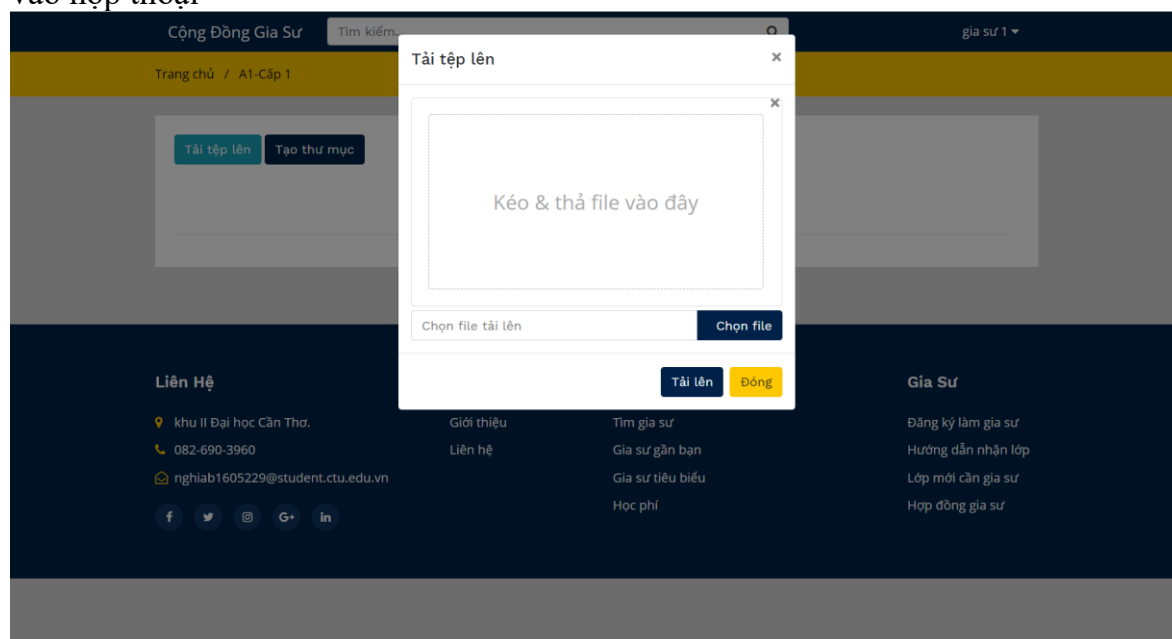 vào hộp thoại
Cộng Đồng Gia Sư
Tìm kiếm...
gia sư 1
Trang chủ / A1-Cấp 1
Tải tệp lên
×
×
Tải tệp lên
Tạo thư mục
Kéo & thả file vào đây
Chọn file tải lên
Chọn file
Tải lên
Đóng
Liên Hệ
khu II Đại học Cần Thơ.
082-690-3960
nghiab1605229@student.ctu.edu.vn
Giới thiệu
Liên hệ
Tìm gia sư
Gia sư gần bạn
Gia sư tiêu biểu
Học phí
Gia Sư
Đăng ký làm gia sư
Hướng dẫn nhận lớp
Lớp mới cần gia sư
Hợp đồng gia sư